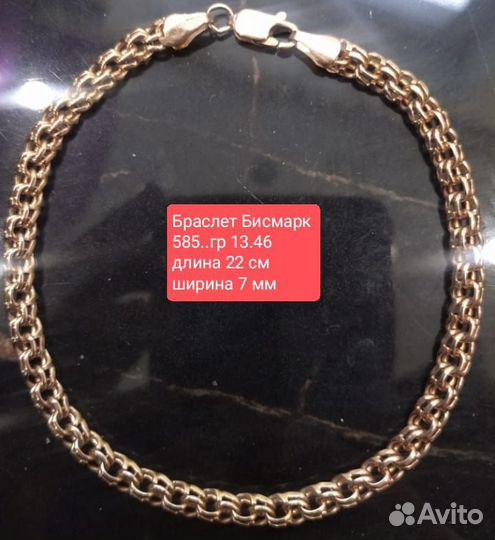 Браслет Бисмарк
585..гр 13.46
длина 22 см
ширина 7 мм
Avito